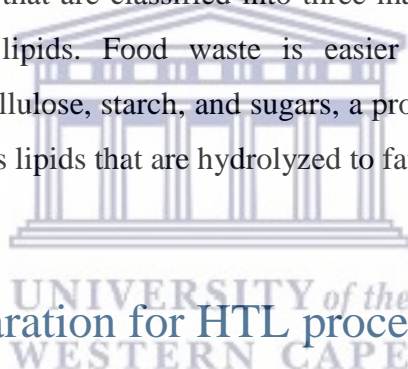 that are classified into three ma
lipids. Food waste is easier
llulose, starch, and sugars, a pro
s lipids that are hydrolyzed to fa
UNIVERSITY of the
aration for HTL proce
WESTERN CAPE